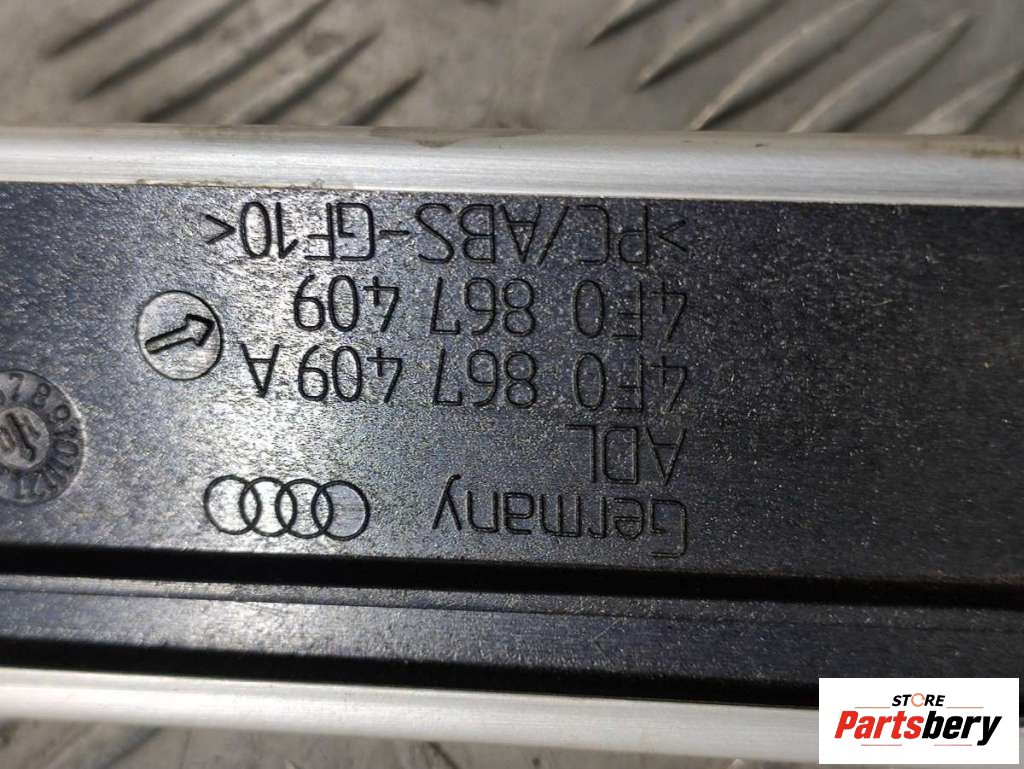 Germany
ADL
4F0 867 409 A
4F0 867 409
>PC/ABS-GF10<
STORE
Partsbery